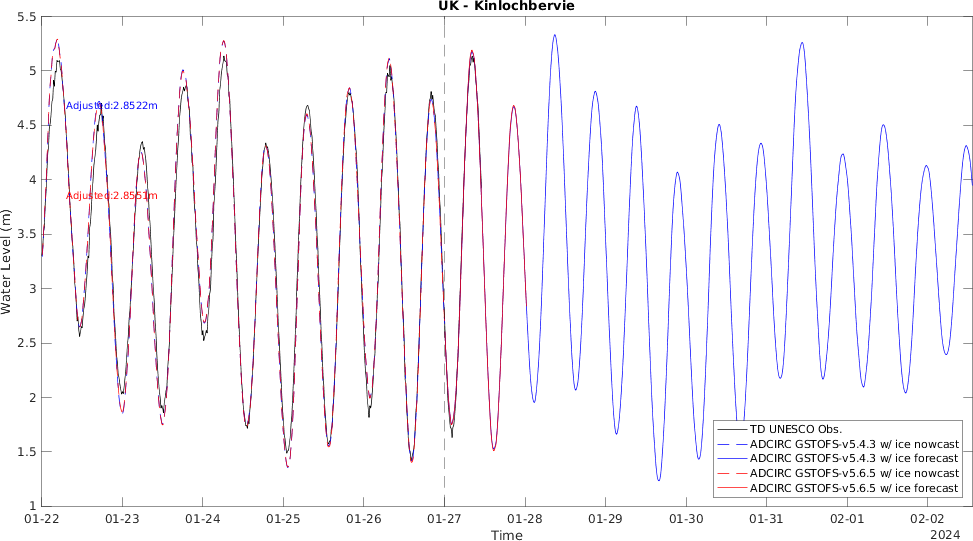 UK - Kinlochbervie
5.5
5
4.5
4
3.5
3
2.5
2
1.5
1
Water Level (m)
Adjusted:2.8522m
Adjusted:2.8551m
TD UNESCO Obs.
ADCIRC GSTOFS-v5.4.3 w/ ice nowcast
ADCIRC GSTOFS-v5.4.3 w/ ice forecast
ADCIRC GSTOFS-v5.6.5 w/ ice nowcast
ADCIRC GSTOFS-v5.6.5 w/ ice forecast
01-22 01-23 01-24 01-25 01-26 01-27 01-28 01-29 01-30 01-31 02-01 02-02
Time
2024